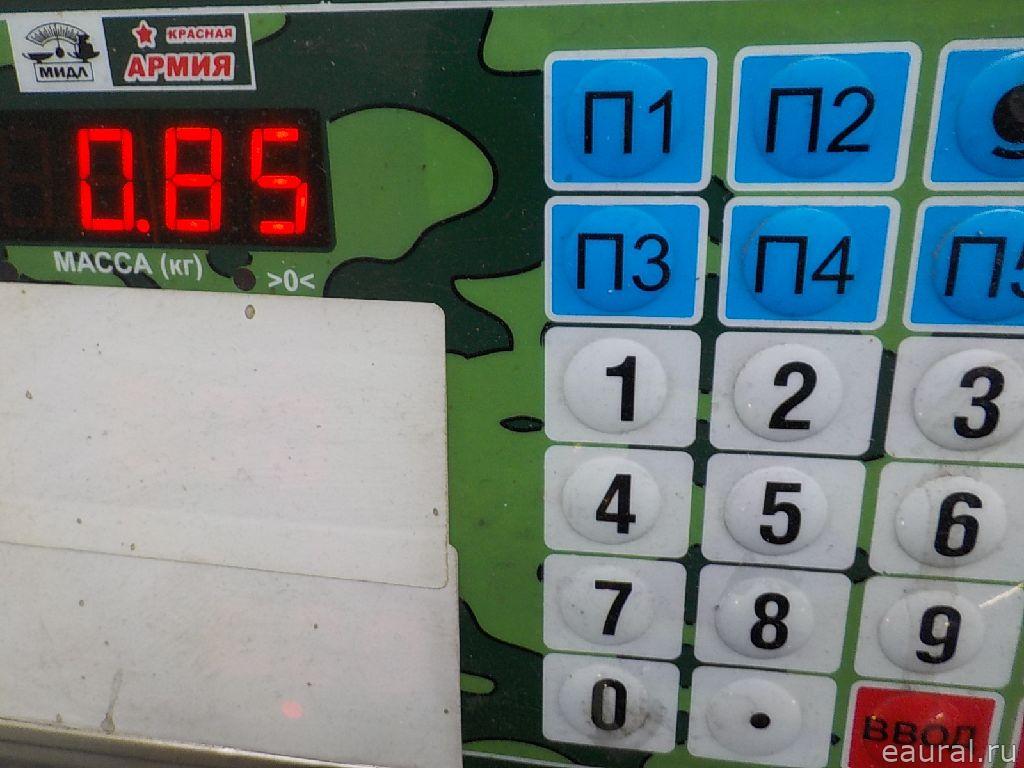 КРАСНАЯ
МИДЛ АРМИЯ
0.85
МАССА (кг) >0<
П1 П2
П3 П4 П5
1 2 3
4 5 6
7 8 9
0 .
ВВОД
eaural.ru